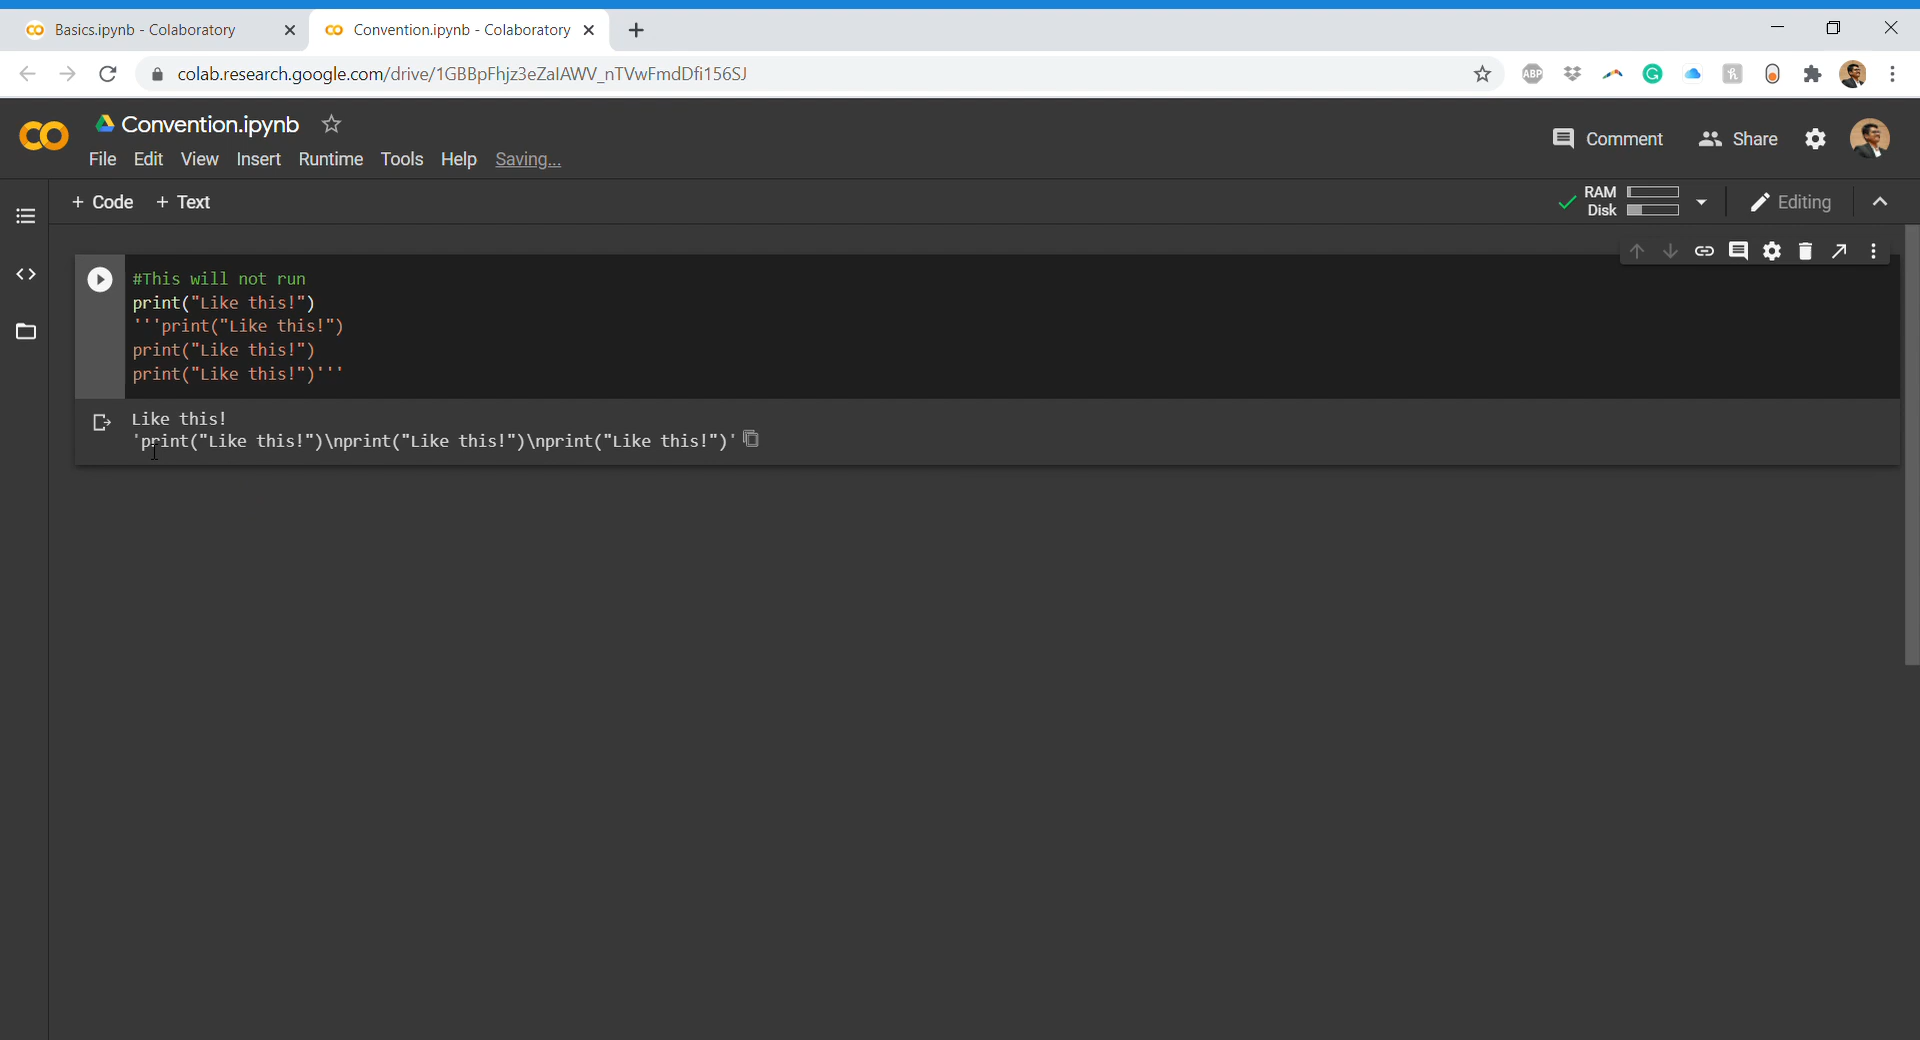 Basics.ipynb - Colaboratory
Convention.ipynb - Colaboratory
colab.research.google.com/drive/1GBBpFhjz3eZaIAWV_nTVwFmdDfi156SJ
ABP
Convention.ipynb
Comment
Share
File Edit View Insert Runtime Tools Help Saving...
+ Code + Text
RAM
Disk
Editing
#This will not run
print("Like this!")
'''print("Like this!")
print("Like this!")
print("Like this!")'''
Like this!
'print("Like this!")\nprint("Like this!")\nprint("Like this!")'